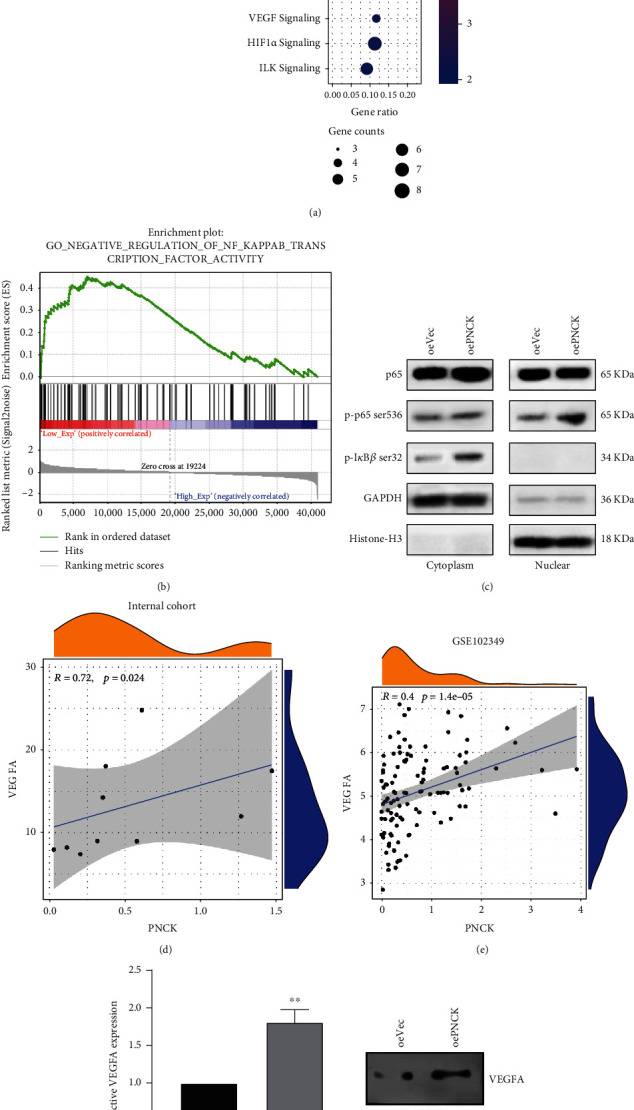 VEGF Signaling
HIF1α Signaling
ILK Signaling
3
2
0.00 0.05 0.10 0.15 0.20
Gene ratio
Gene counts
3 6
4 7
5 8
(a)
Enrichment plot:
GO_NEGATIVE_REGULATION_OF_NF_KAPPAB_TRANS
CRIPTION_FACTOR_ACTIVITY
Enrichment score (ES)
0.4
0.3
0.2
0.1
0.0
'Low_Exp' (positively correlated)
Ranked list metric (Signal2noise)
2
0
−2
Zero cross at 19224
'High_Exp' (negatively correlated)
0 5,000 10,000 15,000 20,000 25,000 30,000 35,000 40,000
Rank in ordered dataset
Hits
Ranking metric scores
(b)
oeVec oePNCK oeVec oePNCK
p65 65 KDa
p-p65 ser536 65 KDa
p-IκBβ ser32 34 KDa
GAPDH 36 KDa
Histone-H3 18 KDa
Cytoplasm Nuclear
(c)
Internal cohort
R = 0.72, p = 0.024
VEG FA
30
20
10
0.0 0.5 1.0 1.5
PNCK
(d)
GSE102349
R = 0.4 p = 1.4e−05
VEG FA
7
6
5
4
3
0 1 2 3 4
PNCK
(e)
2.5
2.0
1.5
1.0
VEGFA expression
**
oeVec oePNCK
VEGFA